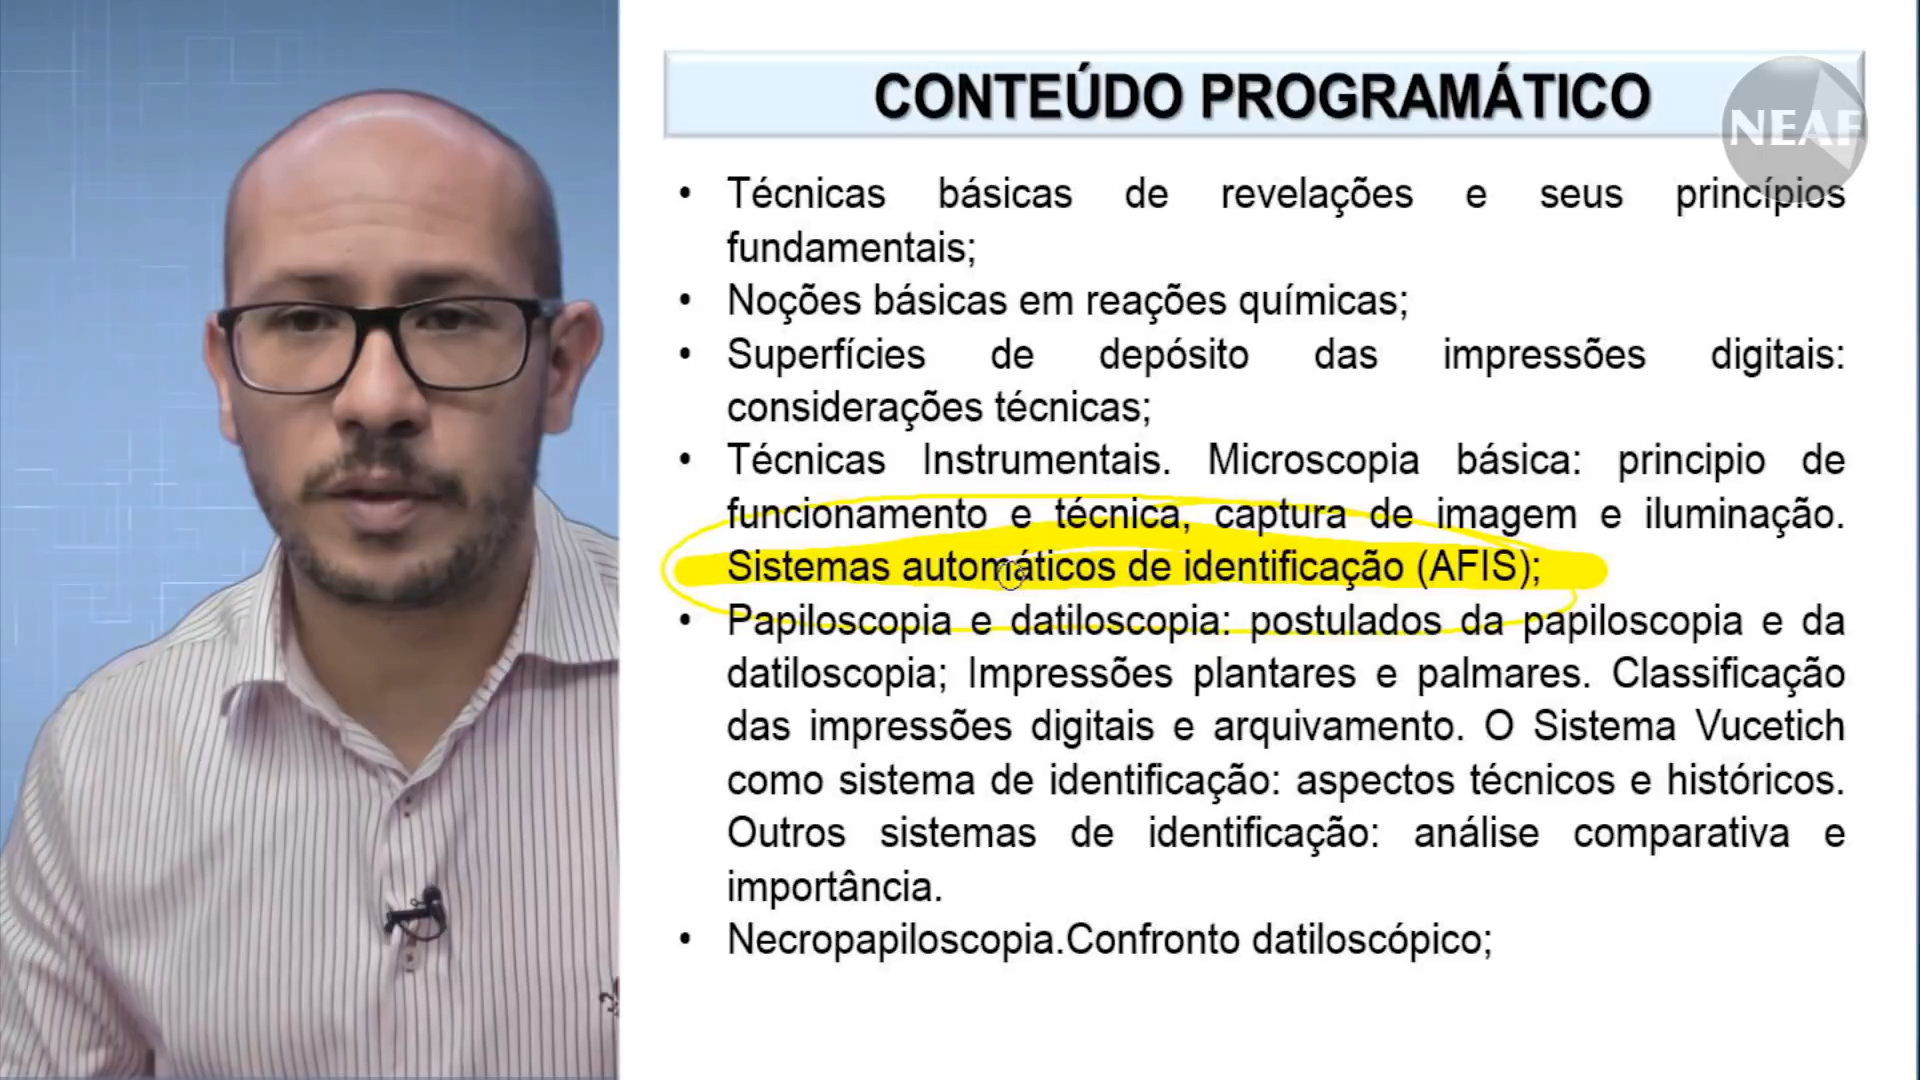 CONTEÚDO PROGRAMÁTICO
NEAF
• Técnicas básicas de revelações e seus princípios
fundamentais;
• Noções básicas em reações químicas;
• Superfícies de depósito das impressões digitais:
considerações técnicas;
• Técnicas Instrumentais. Microscopia básica: principio de
funcionamento e técnica, captura de imagem e iluminação.
Sistemas automáticos de identificação (AFIS);
• Papiloscopia e datiloscopia: postulados da papiloscopia e da
datiloscopia; Impressões plantares e palmares. Classificação
das impressões digitais e arquivamento. O Sistema Vucetich
como sistema de identificação: aspectos técnicos e históricos.
Outros sistemas de identificação: análise comparativa e
importância.
• Necropapiloscopia.Confronto datiloscópico;